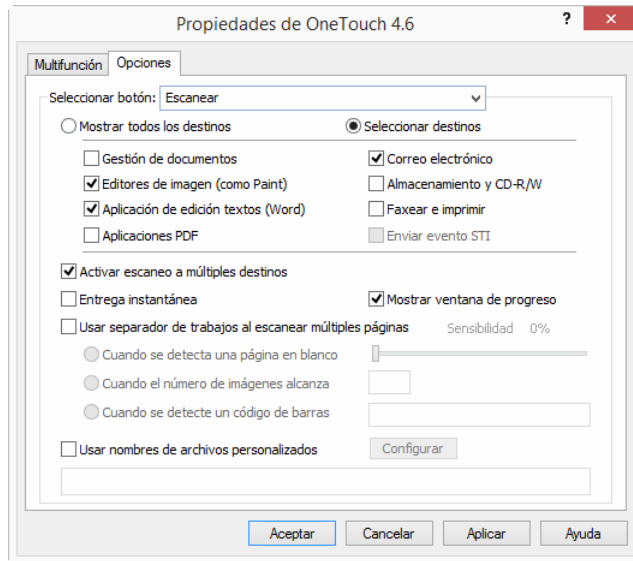 Propiedades de OneTouch 4.6
Multifunción Opciones
Seleccionar botón: Escanear
Mostrar todos los destinos Seleccionar destinos
Gestión de documentos Correo electrónico
Editores de imagen (como Paint) Almacenamiento y CD-R/W
Aplicación de edición textos (Word) Faxear e imprimir
Aplicaciones PDF Enviar evento STI
Activar escaneo a múltiples destinos
Entrega instantánea Mostrar ventana de progreso
Usar separador de trabajos al escanear múltiples páginas Sensibilidad 0%
Cuando se detecta una página en blanco
Cuando el número de imágenes alcanza
Cuando se detecte un código de barras
Usar nombres de archivos personalizados Configurar
Aceptar Cancelar Aplicar Ayuda